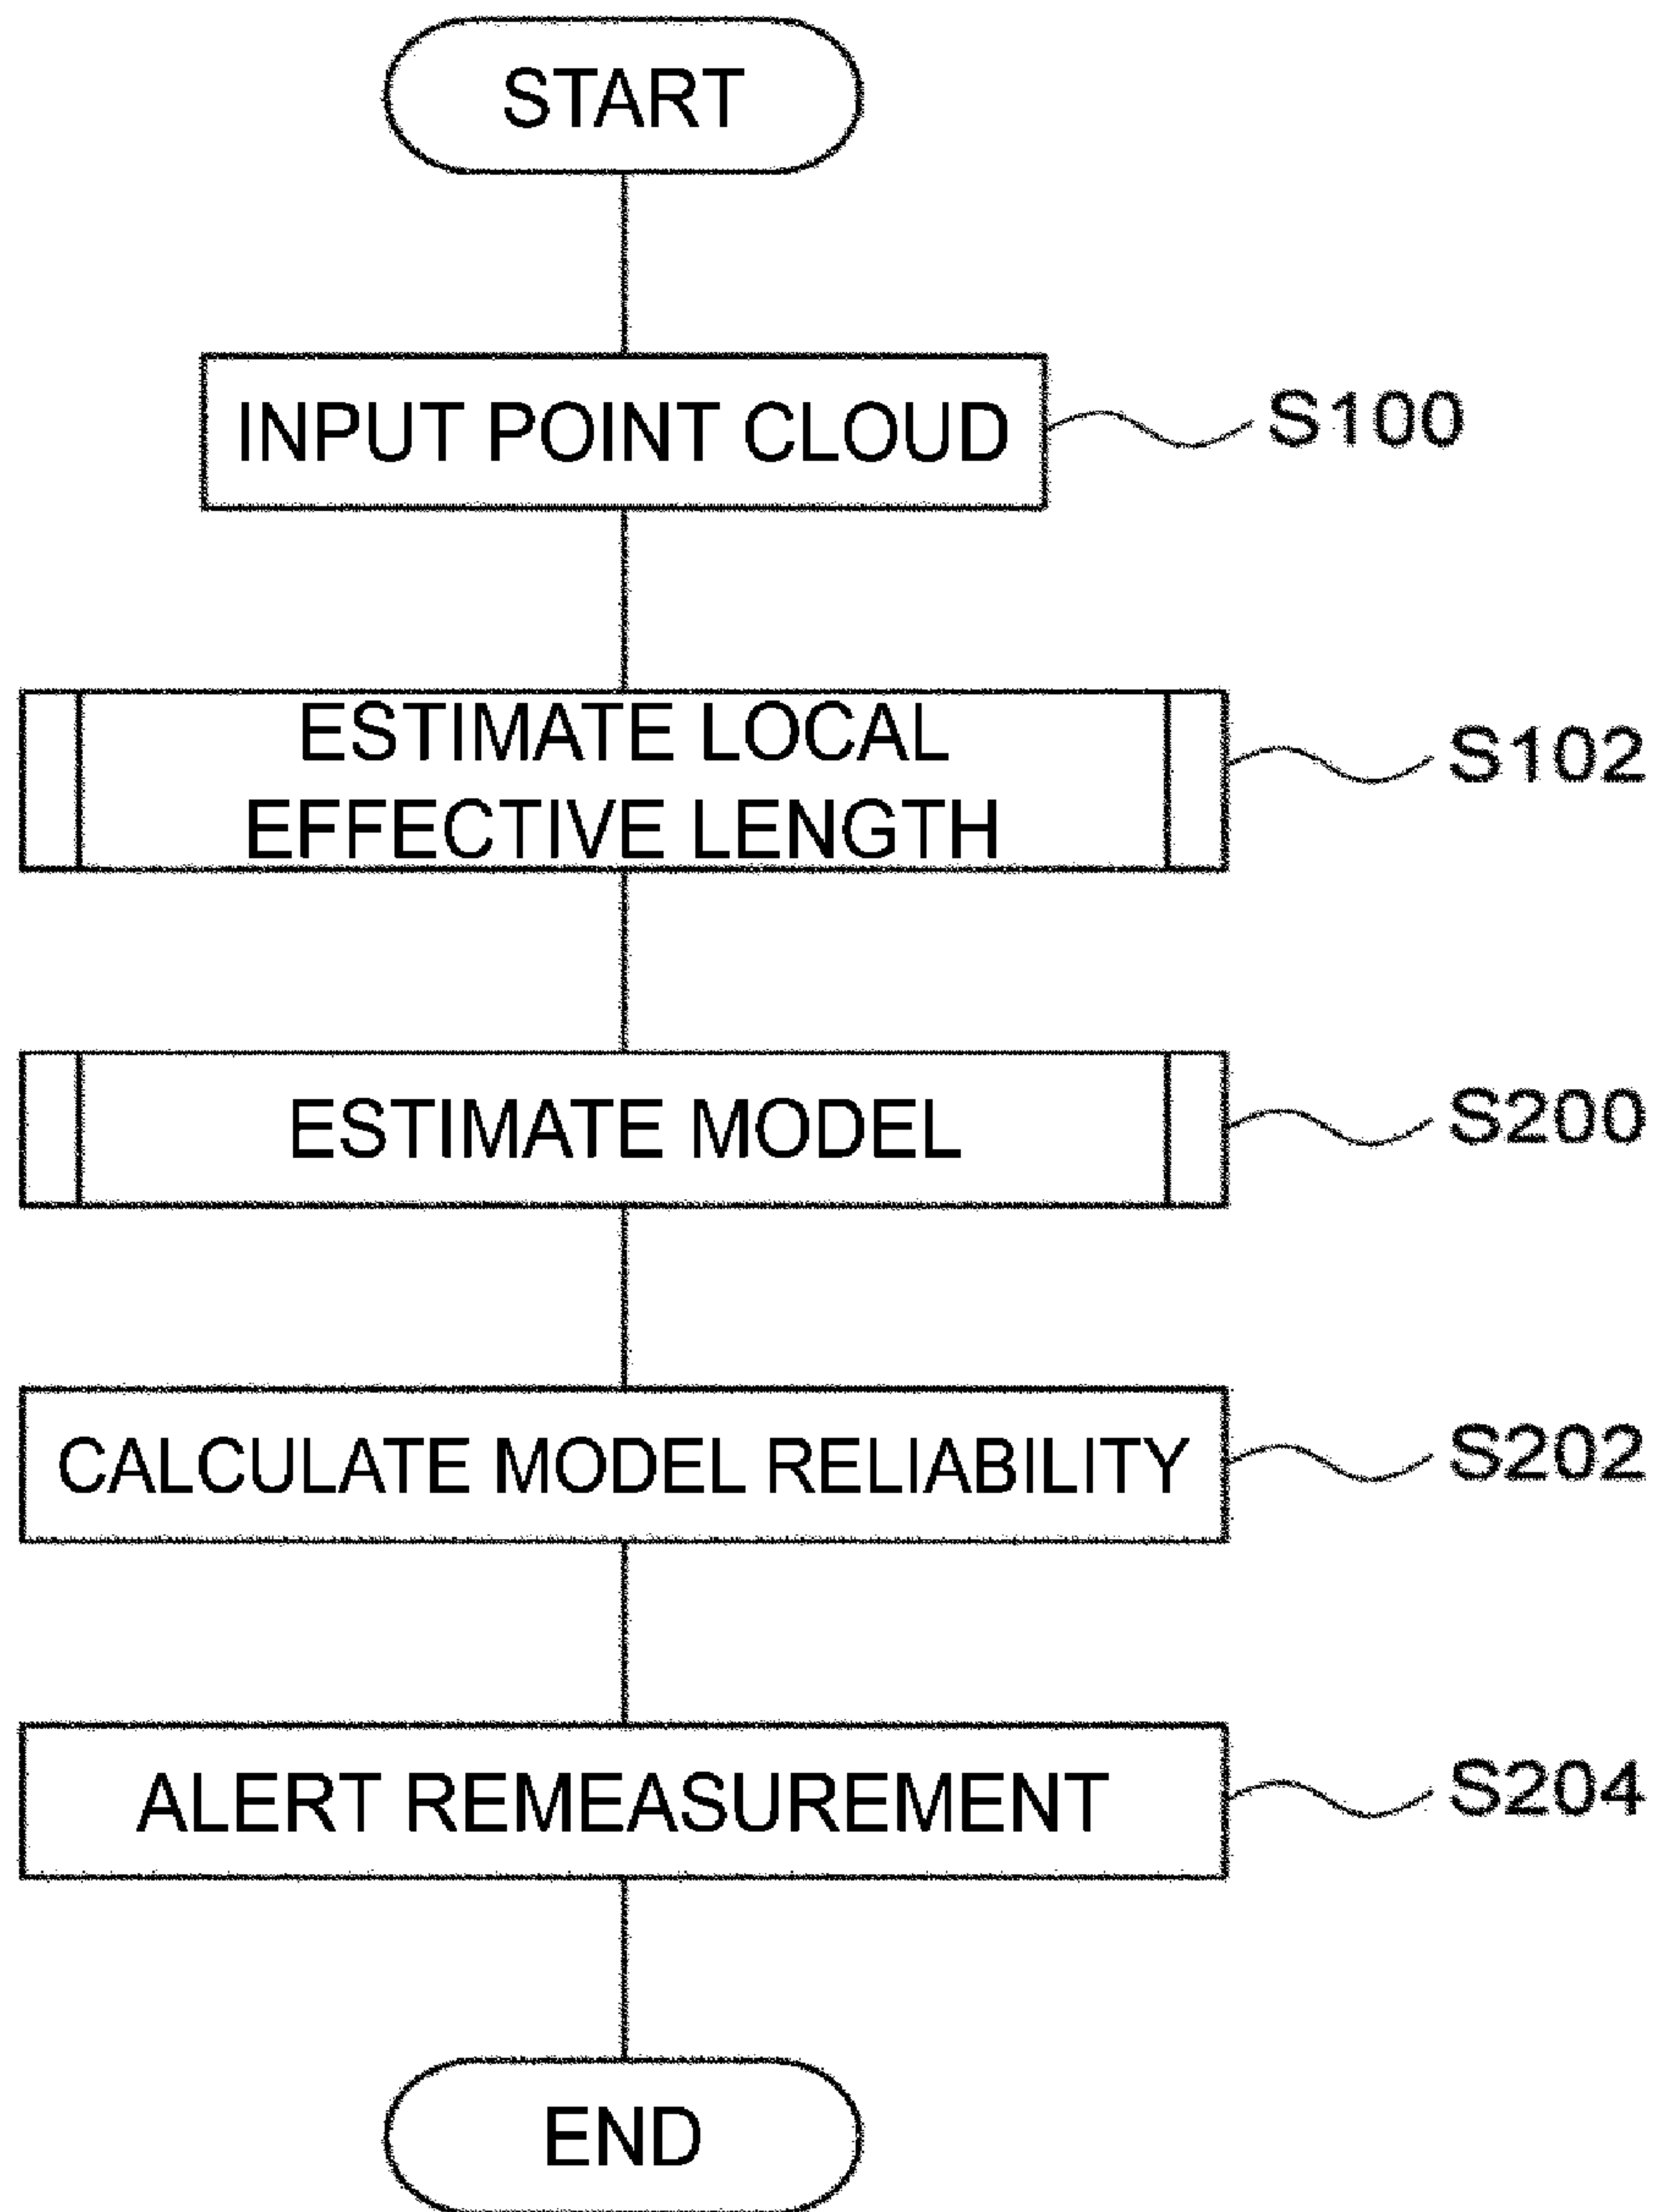 START
INPUT POINT CLOUD
S100
ESTIMATE LOCAL
EFFECTIVE LENGTH
S102
ESTIMATE MODEL
S200
CALCULATE MODEL RELIABILITY
S202
ALERT REMEASUREMENT
S204
END